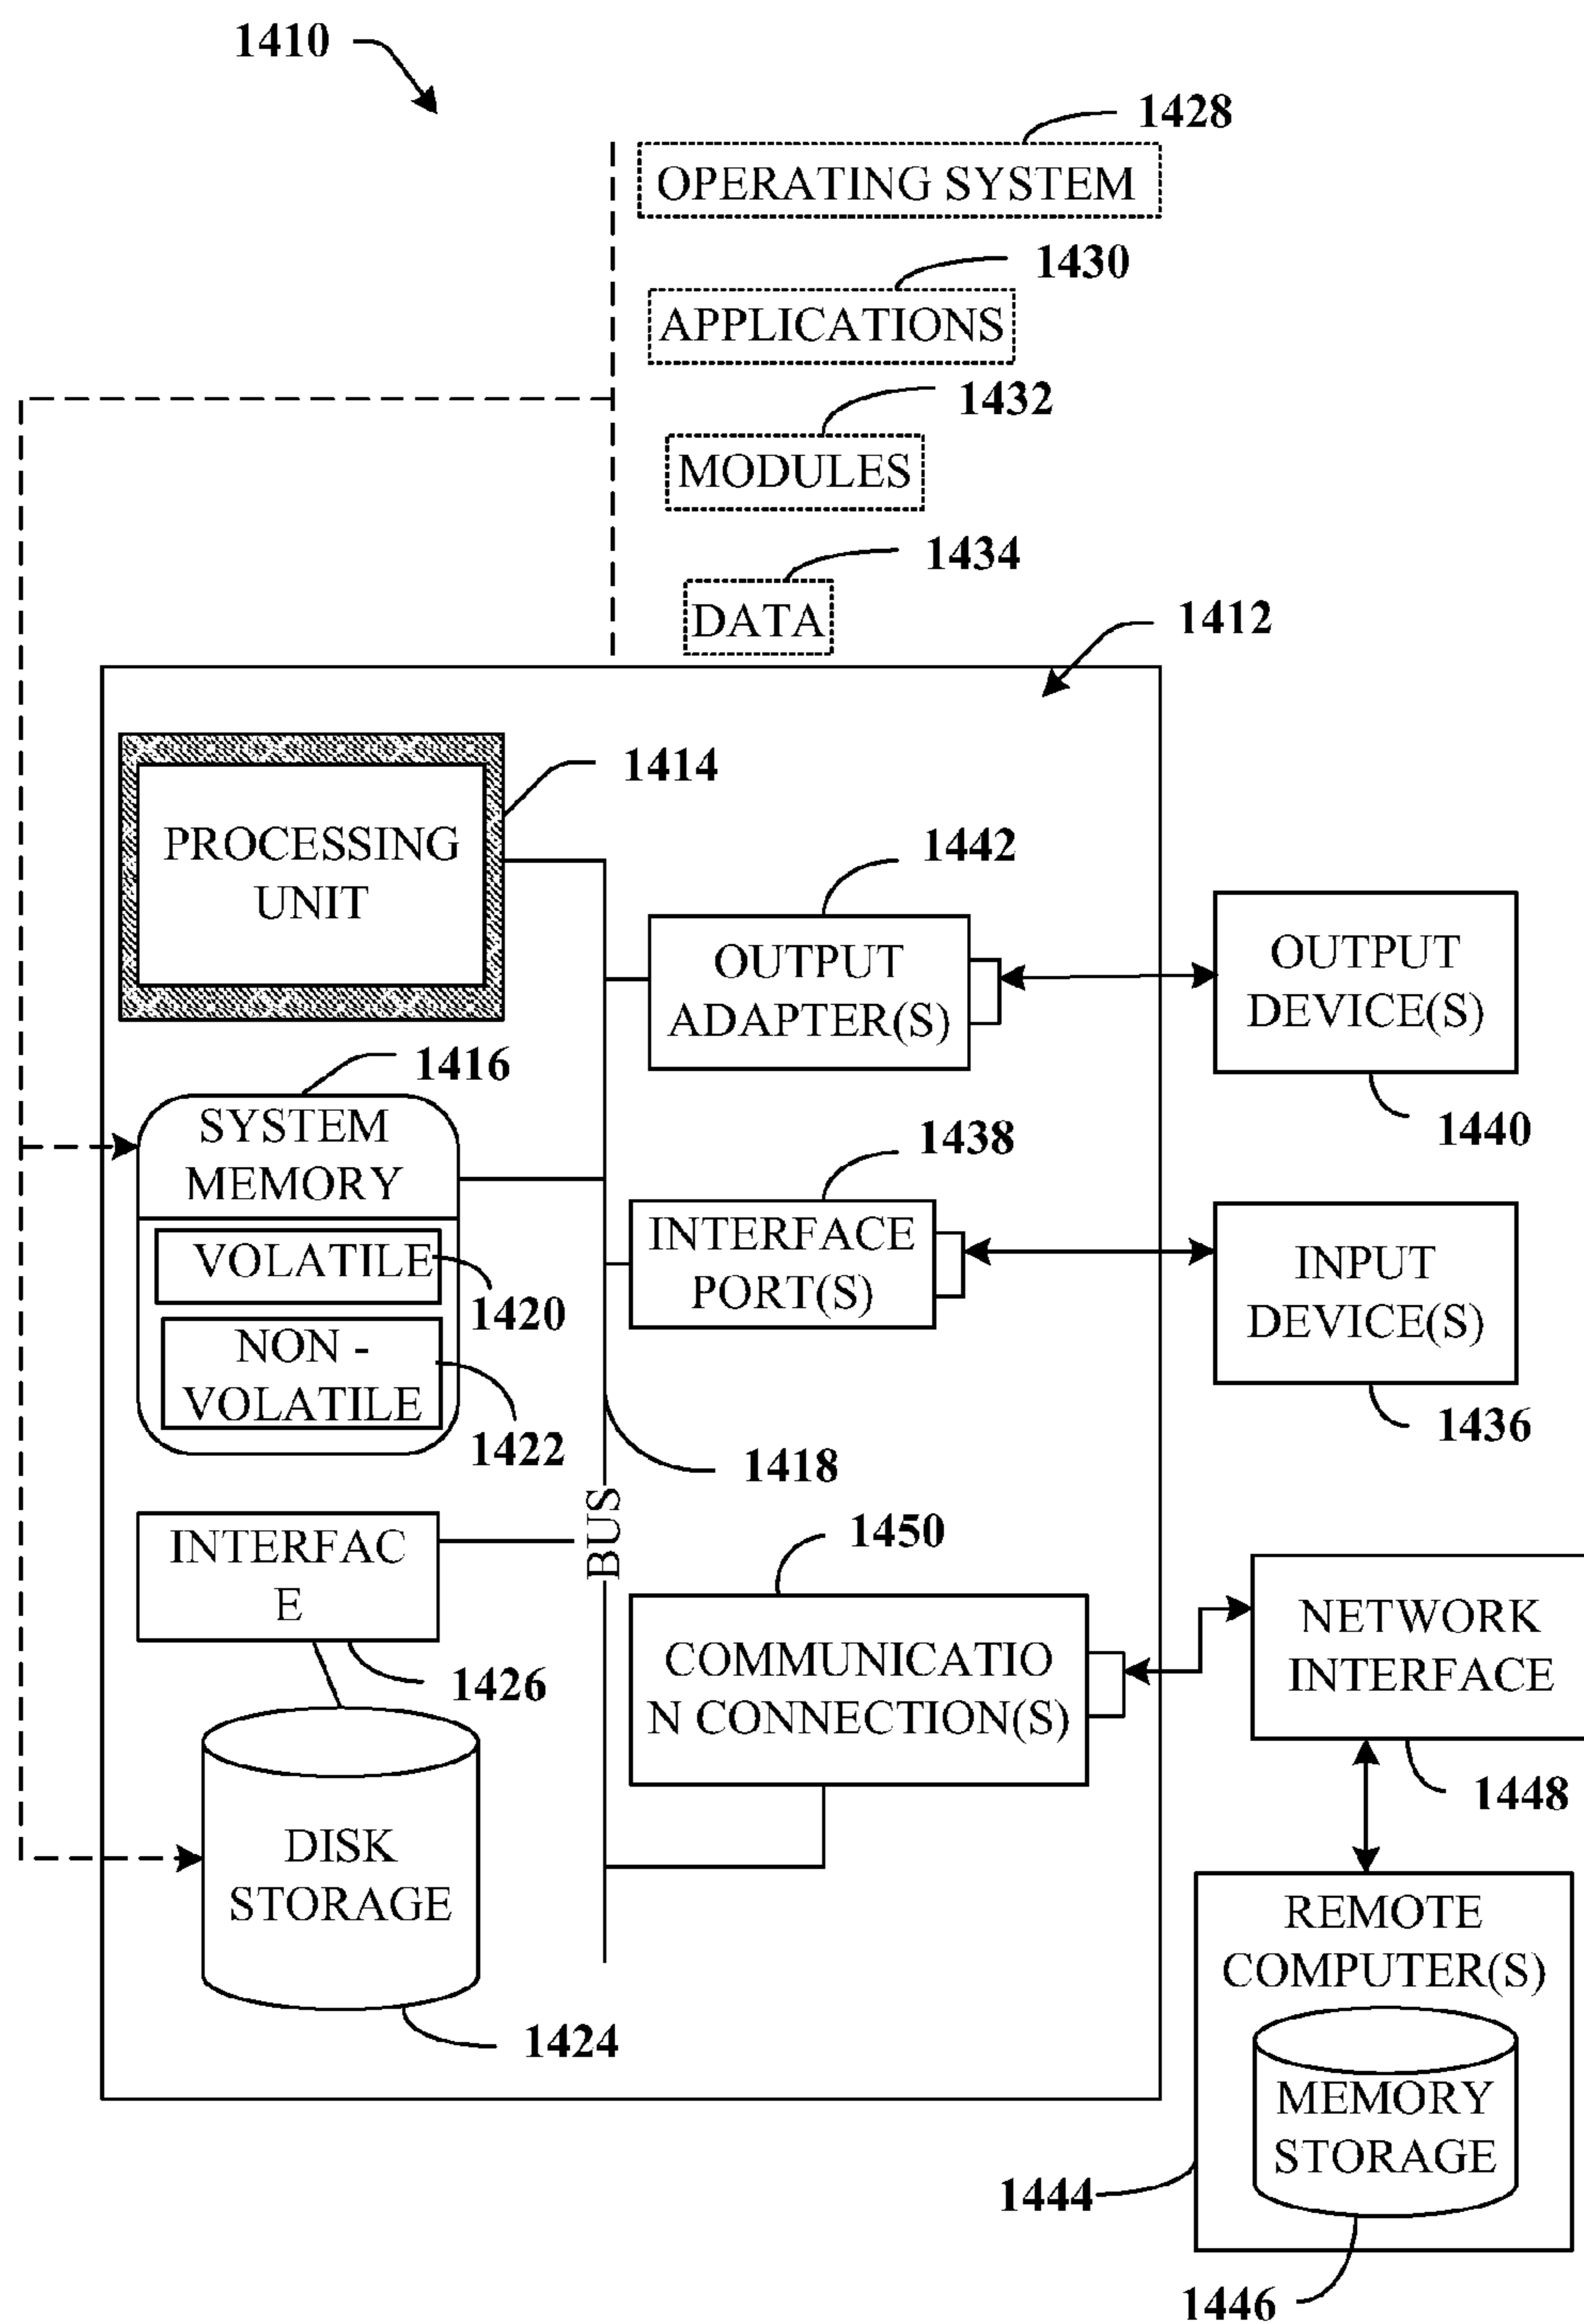 1410
1428
OPERATING SYSTEM
1430
APPLICATIONS
1432
MODULES
1434
DATA
1412
1414
PROCESSING
UNIT
1442
OUTPUT
ADAPTER(S)
OUTPUT
DEVICE(S)
1440
1416
SYSTEM
MEMORY
VOLATILE
1420
NON -
VOLATILE
1422
1438
INTERFACE
PORT(S)
INPUT
DEVICE(S)
1436
1418
BUS
INTERFAC
E
1426
1450
COMMUNICATIO
N CONNECTION(S)
NETWORK
INTERFACE
1448
DISK
STORAGE
1424
REMOTE
COMPUTER(S)
MEMORY
STORAGE
1444
1446